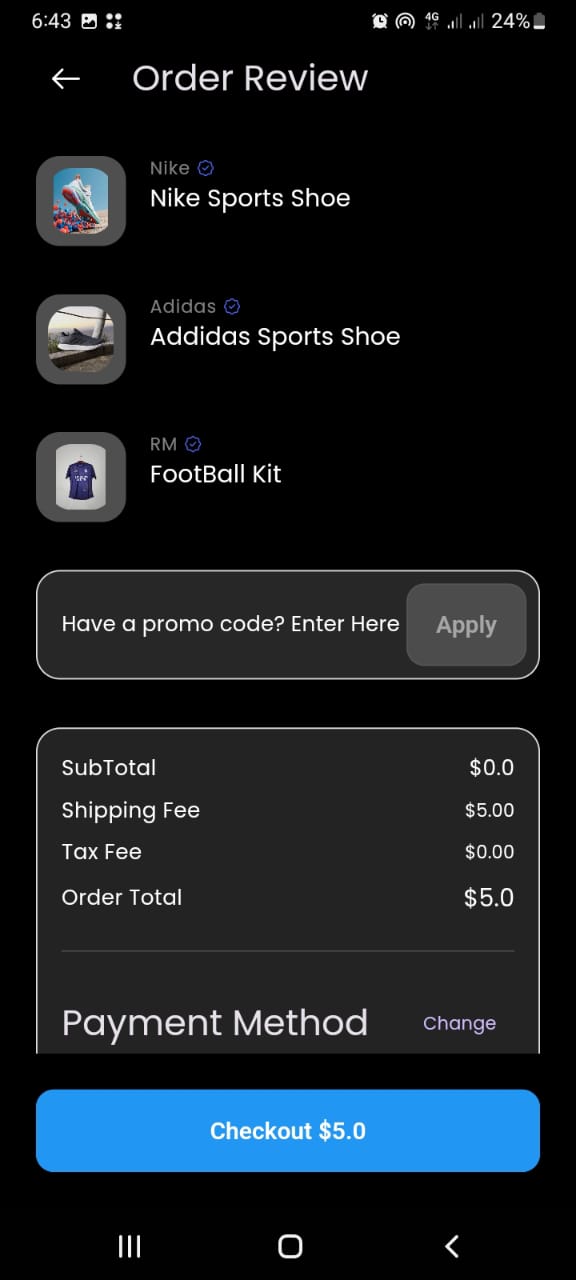 6:43 4G 24%
Order Review
Nike
Nike Sports Shoe
Adidas
Addidas Sports Shoe
RM
FootBall Kit
Have a promo code? Enter Here Apply
SubTotal $0.0
Shipping Fee $5.00
Tax Fee $0.00
Order Total $5.0
Payment Method Change
Checkout $5.0